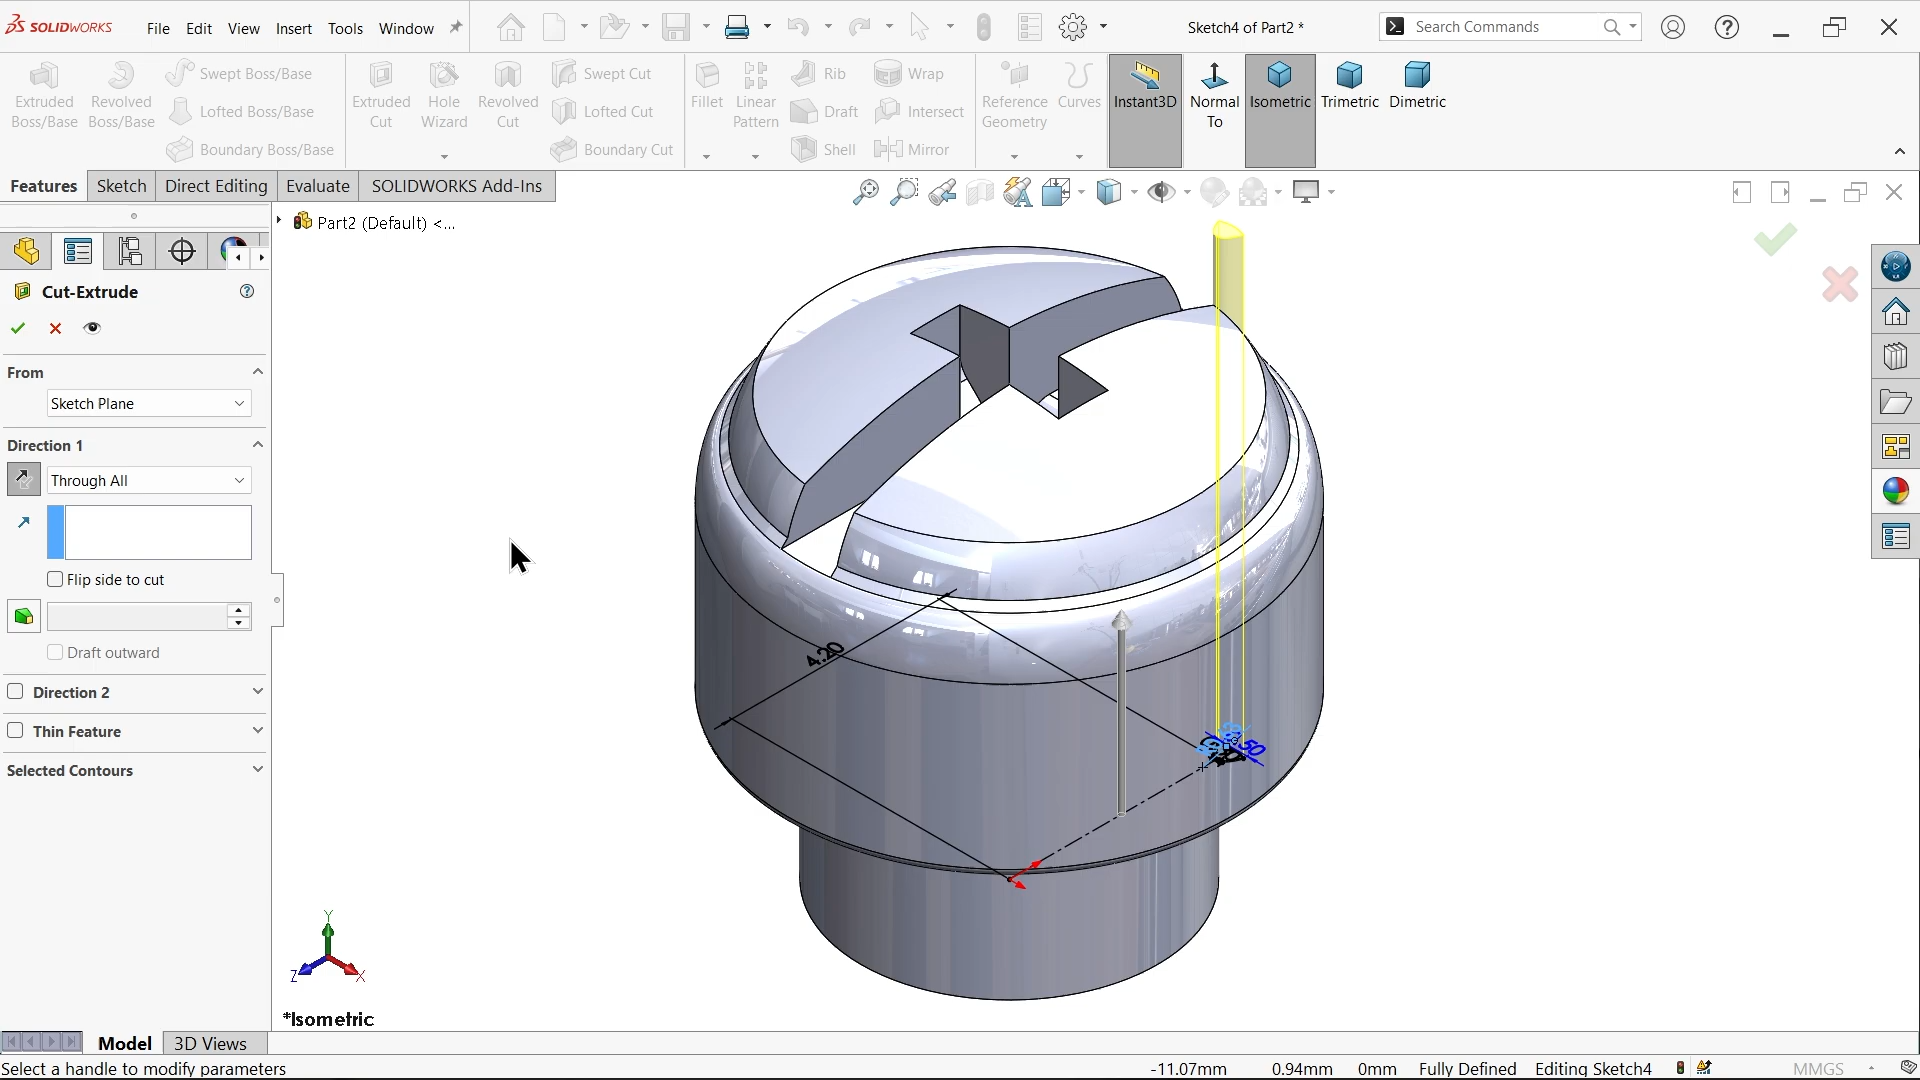 SOLIDWORKS
File Edit View Insert Tools Window
Sketch4 of Part2 *
Search Commands
Extruded Boss/Base
Revolved Boss/Base
Swept Boss/Base
Lofted Boss/Base
Boundary Boss/Base
Extruded Cut
Hole Wizard
Revolved Cut
Swept Cut
Lofted Cut
Boundary Cut
Fillet
Linear Pattern
Rib
Draft
Shell
Wrap
Intersect
Mirror
Reference Geometry
Curves
Instant3D
Normal To
Isometric
Trimetric
Dimetric
Features Sketch Direct Editing Evaluate SOLIDWORKS Add-Ins
Part2 (Default) <...
Cut-Extrude
From
Sketch Plane
Direction 1
Through All
Flip side to cut
Draft outward
Direction 2
Thin Feature
Selected Contours
4.20
Y
Z
X
*Isometric
Model 3D Views
Select a handle to modify parameters
-11.07mm 0.94mm 0mm Fully Defined Editing Sketch4 MMGS